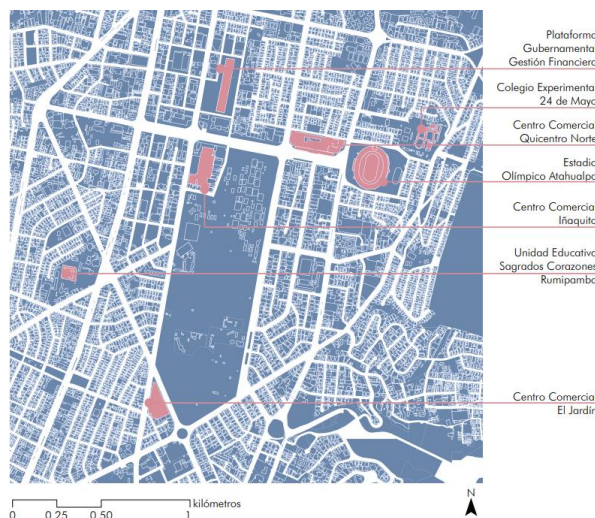 Plataforma
Gubernamental
Gestión Financiera
Colegio Experimental
24 de Mayo
Centro Comercial
Quicentro Norte
Estadio
Olímpico Atahualpa
Centro Comercial
Iñaquito
Unidad Educativa
Sagrados Corazones
Rumipamba
Centro Comercial
El Jardín
kilómetros
0 0.25 0.50 1
N